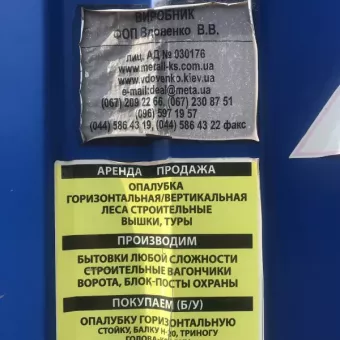 ВИРОБНИК
ФОП Вдовенко В.В.
лиц. АД № 030176
www.metall-ks.com.ua
www.vdovenko.kiev.ua
e-mail:deal@meta.ua
(067) 209 22 66, (067) 230 87 51
(096) 597 19 57
(044) 586 43 19, (044) 586 43 22 факс
АРЕНДА ПРОДАЖА
ОПАЛУБКА
ГОРИЗОНТАЛЬНАЯ/ВЕРТИКАЛЬНАЯ
ЛЕСА СТРОИТЕЛЬНЫЕ
ВЫШКИ, ТУРЫ
ПРОИЗВОДИМ
БЫТОВКИ ЛЮБОЙ СЛОЖНОСТИ
СТРОИТЕЛЬНЫЕ ВАГОНЧИКИ
ВОРОТА, БЛОК-ПОСТЫ ОХРАНЫ
ПОКУПАЕМ (Б/У)
ОПАЛУБКУ ГОРИЗОНТАЛЬНУЮ
СТОЙКУ, БАЛКУ Н-20, ТРИНОГУ